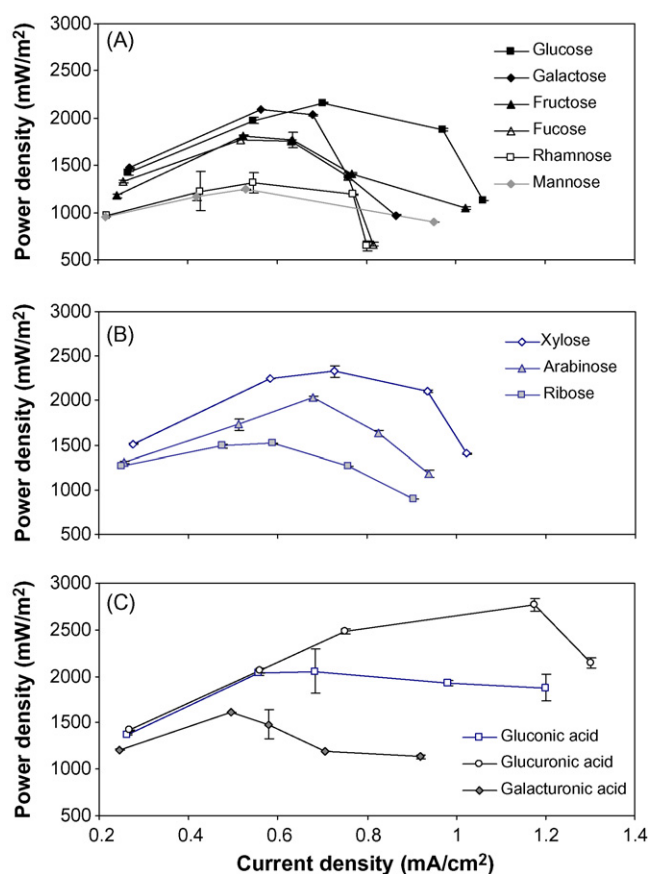 (A)
Power density (mW/m²)
3000
2500
2000
1500
1000
500
Glucose
Galactose
Fructose
Fucose
Rhamnose
Mannose
(B)
Power density (mW/m²)
3000
2500
2000
1500
1000
500
Xylose
Arabinose
Ribose
(C)
Power density (mW/m²)
3000
2500
2000
1500
1000
500
Gluconic acid
Glucuronic acid
Galacturonic acid
0.2 0.4 0.6 0.8 1 1.2 1.4
Current density (mA/cm²)